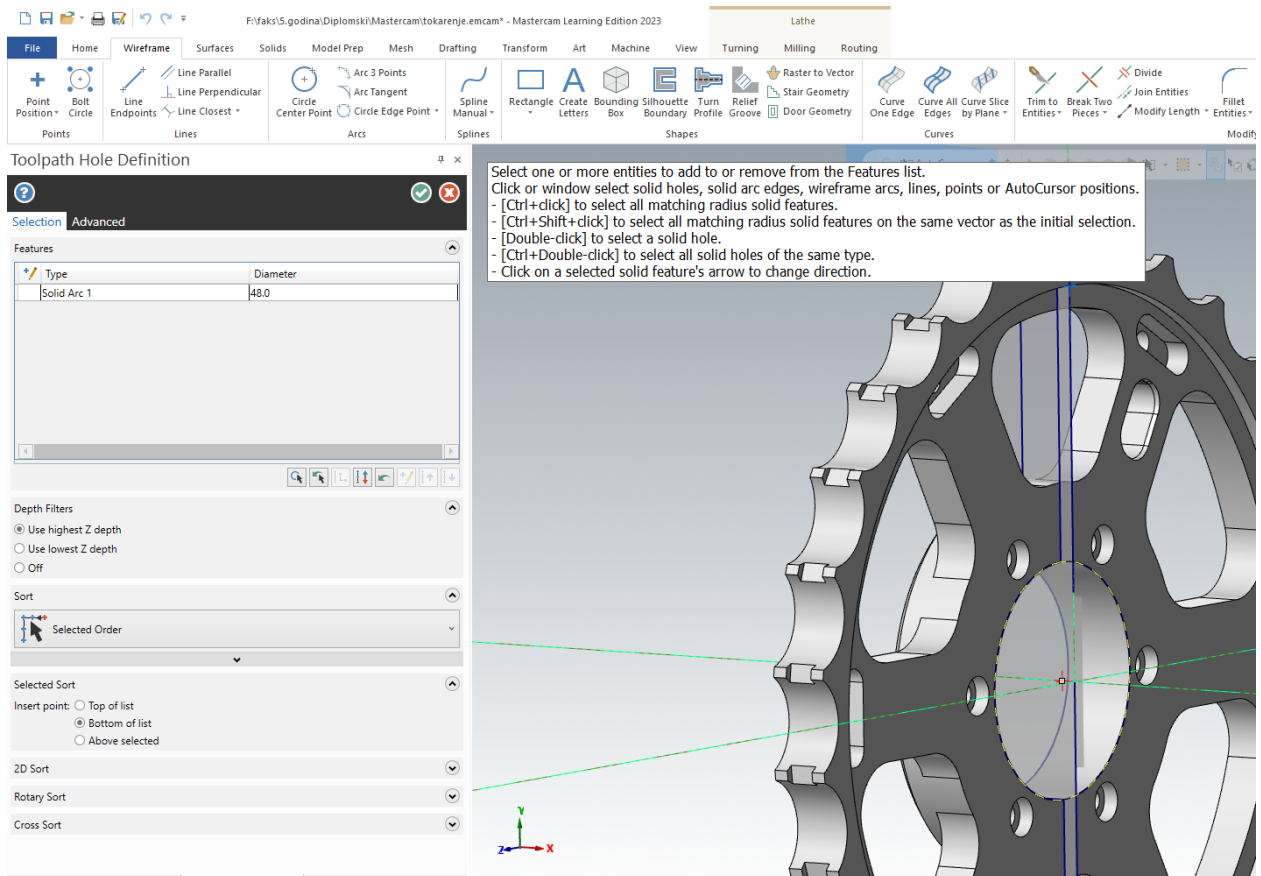 F:\faks\5.godina\Diplomski\Mastercam\tokarenje.emcam* - Mastercam Learning Edition 2023
Lathe
File Home Wireframe Surfaces Solids Model Prep Mesh Drafting Transform Art Machine View Turning Milling Routing
Point Position
Bolt Circle
Points
Line Endpoints
Line Parallel
Line Perpendicular
Line Closest
Lines
Circle Center Point
Arc 3 Points
Arc Tangent
Circle Edge Point
Arcs
Spline Manual
Splines
Rectangle
Create Letters
Bounding Box
Silhouette Boundary
Turn Profile
Relief Groove
Raster to Vector
Stair Geometry
Door Geometry
Shapes
Curve One Edge
Curve All Edges
Curve Slice by Plane
Curves
Trim to Entities
Break Two Pieces
Divide
Join Entities
Modify Length
Fillet Entities
Modify
Toolpath Hole Definition
Selection Advanced
Features
Type Diameter
Solid Arc 1 48.0
Depth Filters
Use highest Z depth
Use lowest Z depth
Off
Sort
Selected Order
Selected Sort
Insert point: Top of list
Bottom of list
Above selected
2D Sort
Rotary Sort
Cross Sort
Select one or more entities to add to or remove from the Features list.
Click or window select solid holes, solid arc edges, wireframe arcs, lines, points or AutoCursor positions.
- [Ctrl+click] to select all matching radius solid features.
- [Ctrl+Shift+click] to select all matching radius solid features on the same vector as the initial selection.
- [Double-click] to select a solid hole.
- [Ctrl+Double-click] to select all solid holes of the same type.
- Click on a selected solid feature's arrow to change direction.
Y
Z X